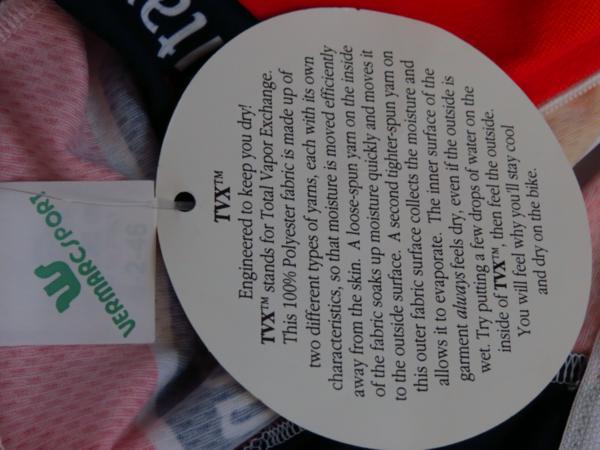 TVX™
Engineered to keep you dry!
TVX™ stands for Total Vapor Exchange.
This 100% Polyester fabric is made up of
two different types of yarns, each with its own
characteristics, so that moisture is moved efficiently
away from the skin. A loose-spun yarn on the inside
of the fabric soaks up moisture quickly and moves it
to the outside surface. A second tighter-spun yarn on
this outer fabric surface collects the moisture and
allows it to evaporate. The inner surface of the
garment always feels dry, even if the outside is
wet. Try putting a few drops of water on the
inside of TVX™ then feel the outside.
You will feel why you'll stay cool
and dry on the bike.
VERMARCSPORT
Ita